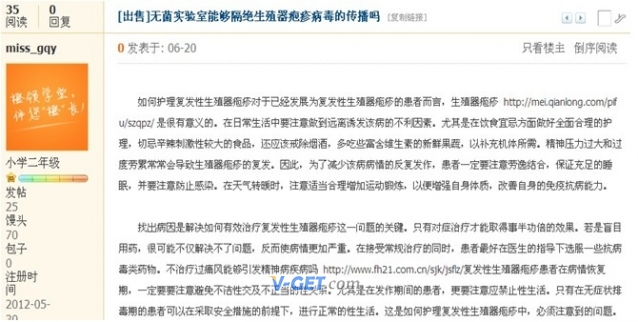 35
阅读
0
回复
[出售]无菌实验室能够隔绝生殖器疱疹病毒的传播吗 [复制链接]
miss_gqy
0 发表于: 06-20
只看楼主 倒序阅读
橙领学堂,
伴您"橙"长!
小学二年级
发帖
25
馒头
70
包子
0
注册时
间
2012-05-
30
如何护理复发性生殖器疱疹对于已经发展为复发性生殖器疱疹的患者而言，生殖器疱疹 http://mei.qianlong.com/pif
u/szqpz/ 是很有意义的。在日常生活中要注意做到远离诱发该病的不利因素。尤其是在饮食宜忌方面做好全面合理的护
理，切忌辛辣刺激性较大的食品，还应该戒除烟酒，多吃些富含维生素的新鲜果蔬，以补充机体所需。精神压力过大和过
度劳累常常会导致生殖器疱疹的复发。因此，为了减少该病病情的反复发作，患者一定要注意劳逸结合，保证充足的睡
眠，并要注意防止感染。在天气转暖时，注意适当合理增加运动锻炼，以便增强自身体质，改善自身的免疫抗病能力。
找出病因是解决如何有效治疗复发性生殖器疱疹这一问题的关键。只有对症治疗才能取得事半功倍的效果。若是盲目
用药，很可能不仅解决不了问题，反而使病情更加严重。在接受常规治疗的同时，患者最好在医生的指导下选服一些抗病
毒类药物。不治疗过痛风能够引发精神病疾病吗 http://www.fh21.com.cn/sjk/jsflz/复发性生殖器疱疹患者在病情恢复
期，一定要要注意避免不洁性交及不正当的性关系。尤其是在发作期间的患者，更要注意应禁止性生活。只有在无症状排
毒期的患者可以在采取安全措施的前提下，进行正常的性生活。这是如何护理复发性生殖器疱疹中，必须注意到的问题。
V-GET.com